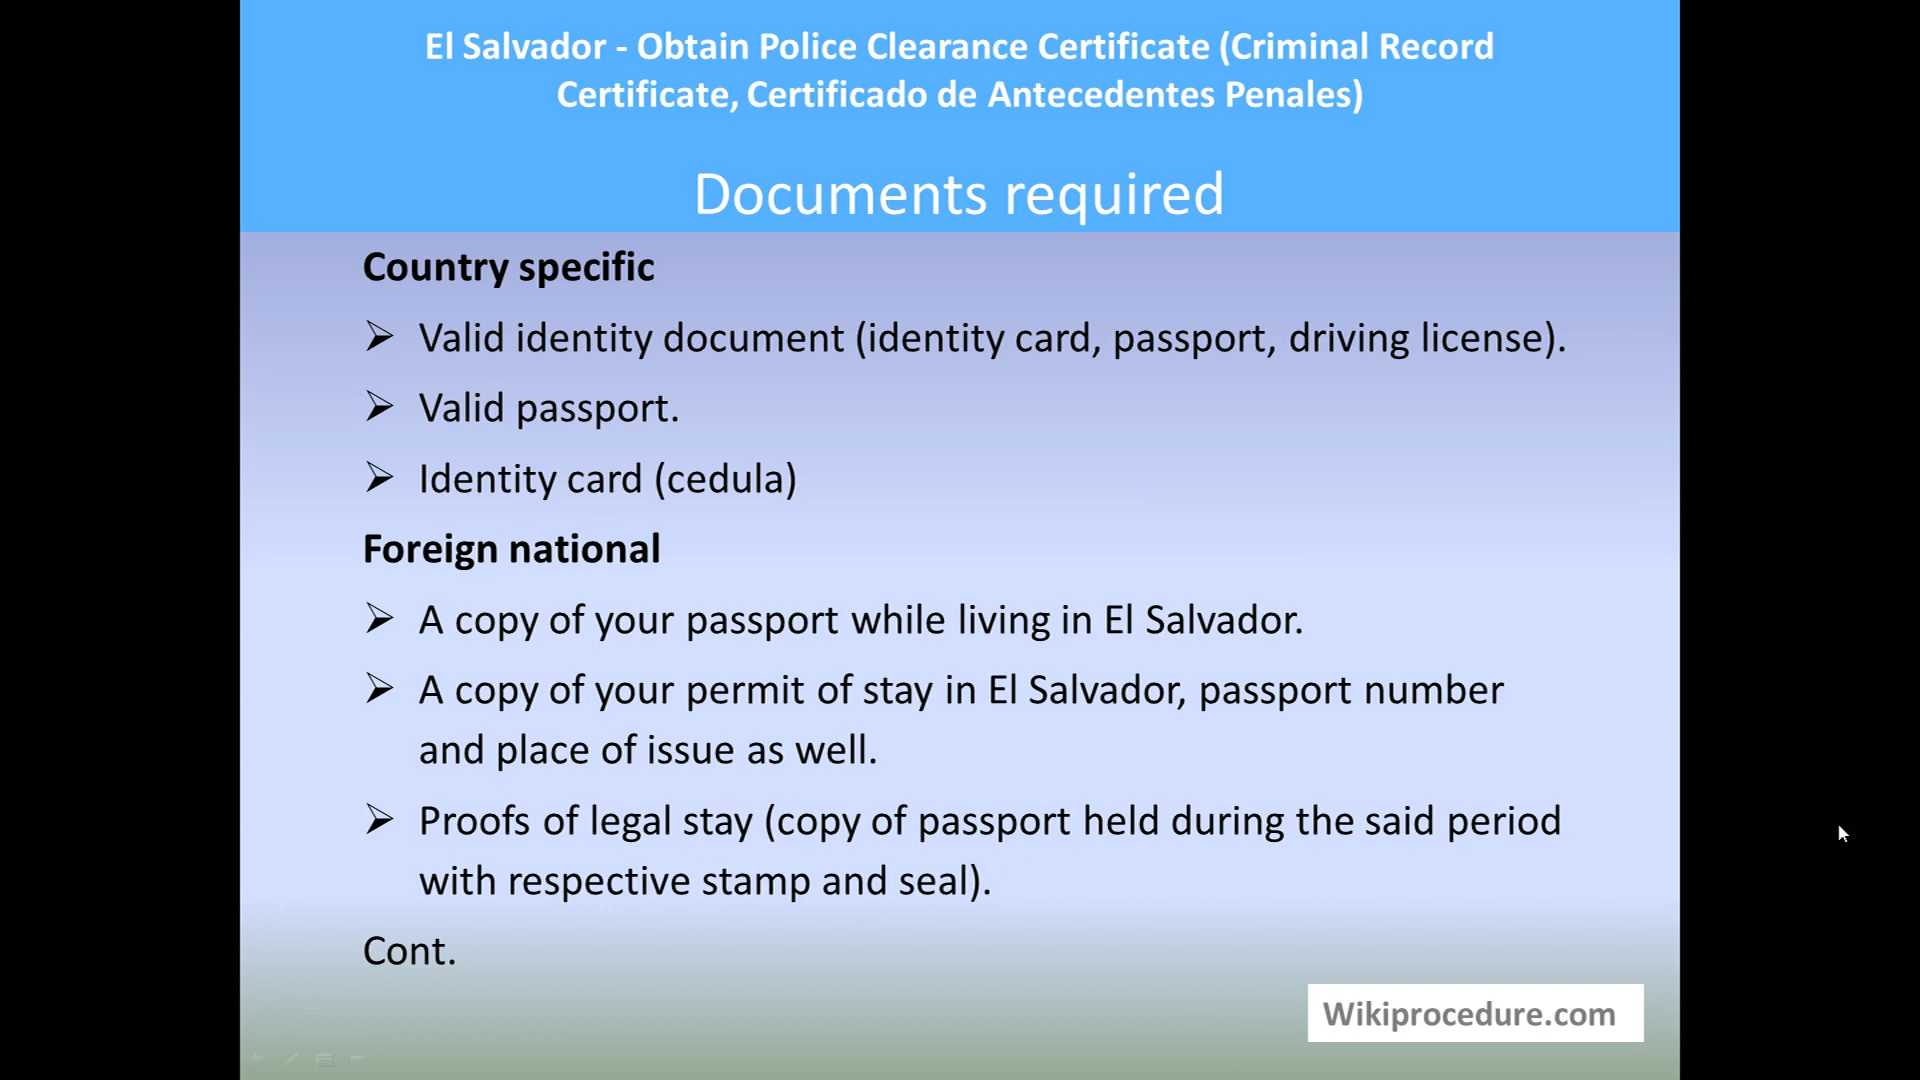 El Salvador - Obtain Police Clearance Certificate (Criminal Record
Certificate, Certificado de Antecedentes Penales)
Documents required
Country specific
➢ Valid identity document (identity card, passport, driving license).
➢ Valid passport.
➢ Identity card (cedula)
Foreign national
➢ A copy of your passport while living in El Salvador.
➢ A copy of your permit of stay in El Salvador, passport number
and place of issue as well.
➢ Proofs of legal stay (copy of passport held during the said period
with respective stamp and seal).
Cont.
Wikiprocedure.com